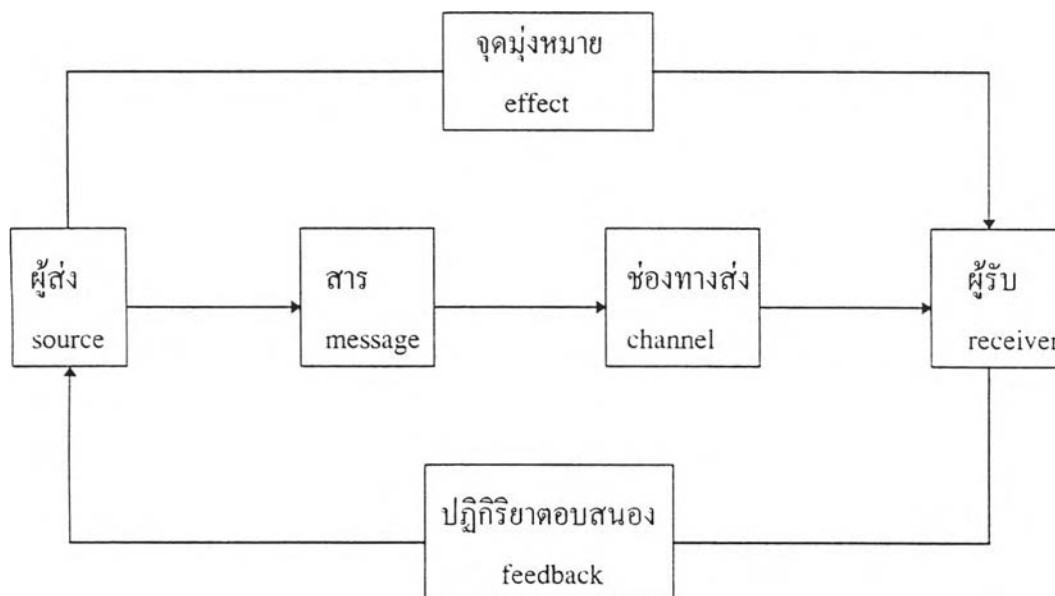 จุดมุ่งหมาย
effect
ผู้ส่ง
source
สาร
message
ช่องทางส่ง
channel
ผู้รับ
receiver
ปฏิกิริยาตอบสนอง
feedback